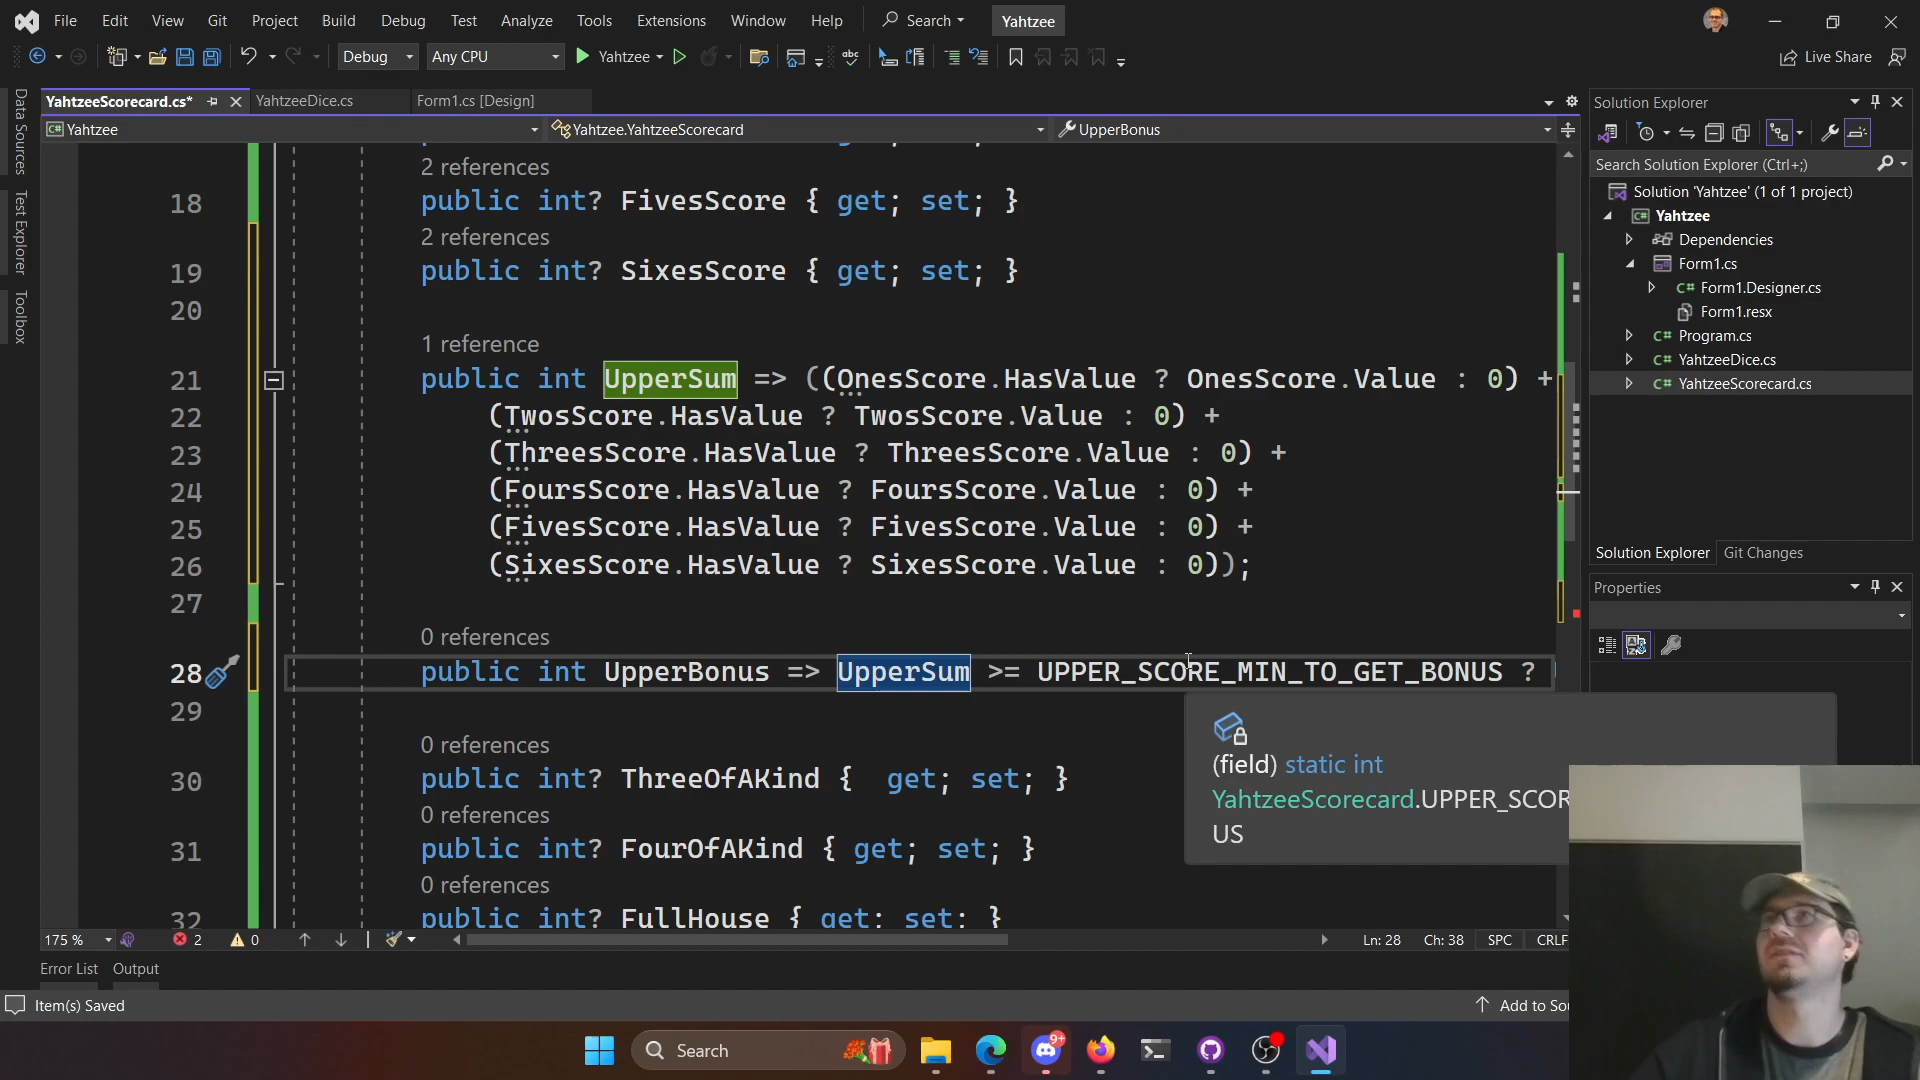 File Edit View Git Project Build Debug Test Analyze Tools Extensions Window Help Search Yahtzee
Debug Any CPU Yahtzee Live Share
YahtzeeScorecard.cs* YahtzeeDice.cs Form1.cs [Design]
Yahtzee Yahtzee.YahtzeeScorecard UpperBonus
Data Sources
Test Explorer
Toolbox
2 references
18 public int? FivesScore { get; set; }
2 references
19 public int? SixesScore { get; set; }
20
1 reference
21 public int UpperSum => ((OnesScore.HasValue ? OnesScore.Value : 0) +
22 (TwosScore.HasValue ? TwosScore.Value : 0) +
23 (ThreesScore.HasValue ? ThreesScore.Value : 0) +
24 (FoursScore.HasValue ? FoursScore.Value : 0) +
25 (FivesScore.HasValue ? FivesScore.Value : 0) +
26 (SixesScore.HasValue ? SixesScore.Value : 0));
27
0 references
28 public int UpperBonus => UpperSum >= UPPER_SCORE_MIN_TO_GET_BONUS ?
29
(field) static int
YahtzeeScorecard.UPPER_SCOR
US
0 references
30 public int? ThreeOfAKind { get; set; }
0 references
31 public int? FourOfAKind { get; set; }
0 references
32 public int? FullHouse { get; set; }
175 % 2 0 Ln: 28 Ch: 38 SPC CRLF
Error List Output
Item(s) Saved Add to Sou
Solution Explorer
Search Solution Explorer (Ctrl+;)
Solution 'Yahtzee' (1 of 1 project)
Yahtzee
Dependencies
Form1.cs
Form1.Designer.cs
Form1.resx
Program.cs
YahtzeeDice.cs
YahtzeeScorecard.cs
Solution Explorer Git Changes
Properties
Search
9+